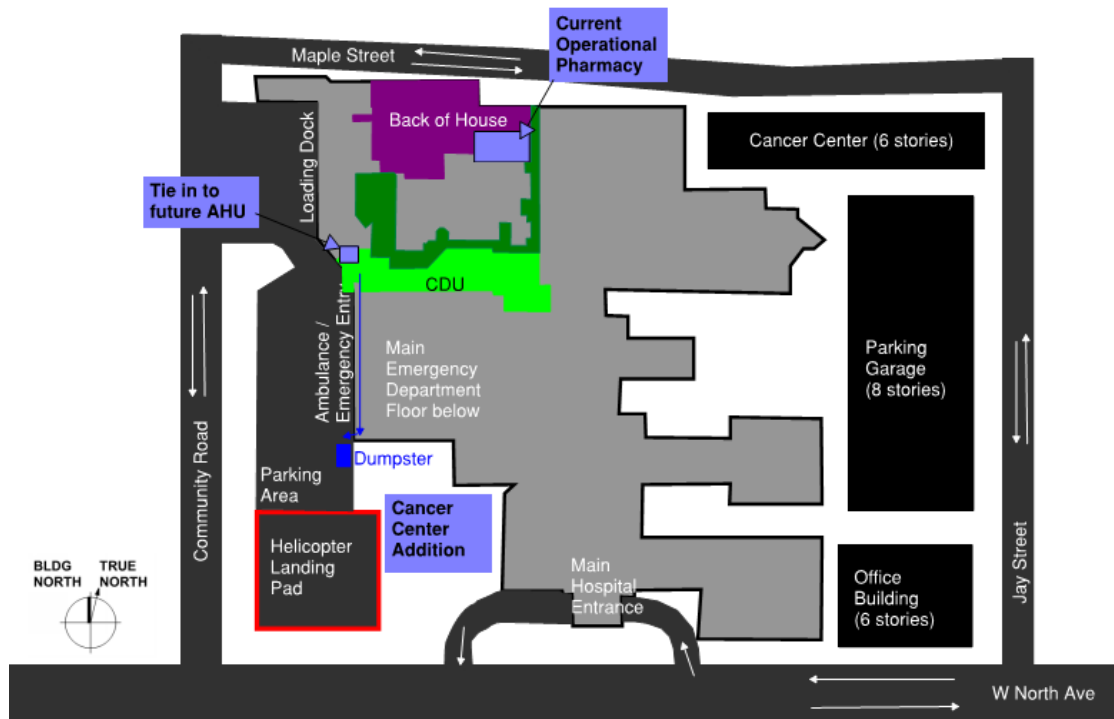 Current
Operational
Pharmacy
Maple Street
Back of House
Cancer Center (6 stories)
Loading Dock
Tie in to
future AHU
CDU
Ambulance /
Emergency Entry
Main
Emergency
Department
Floor below
Parking
Garage
(8 stories)
Community Road
Dumpster
Parking
Area
Cancer
Center
Addition
Helicopter
Landing
Pad
Main
Hospital
Entrance
Office
Building
(6 stories)
Jay Street
BLDG
NORTH
TRUE
NORTH
W North Ave